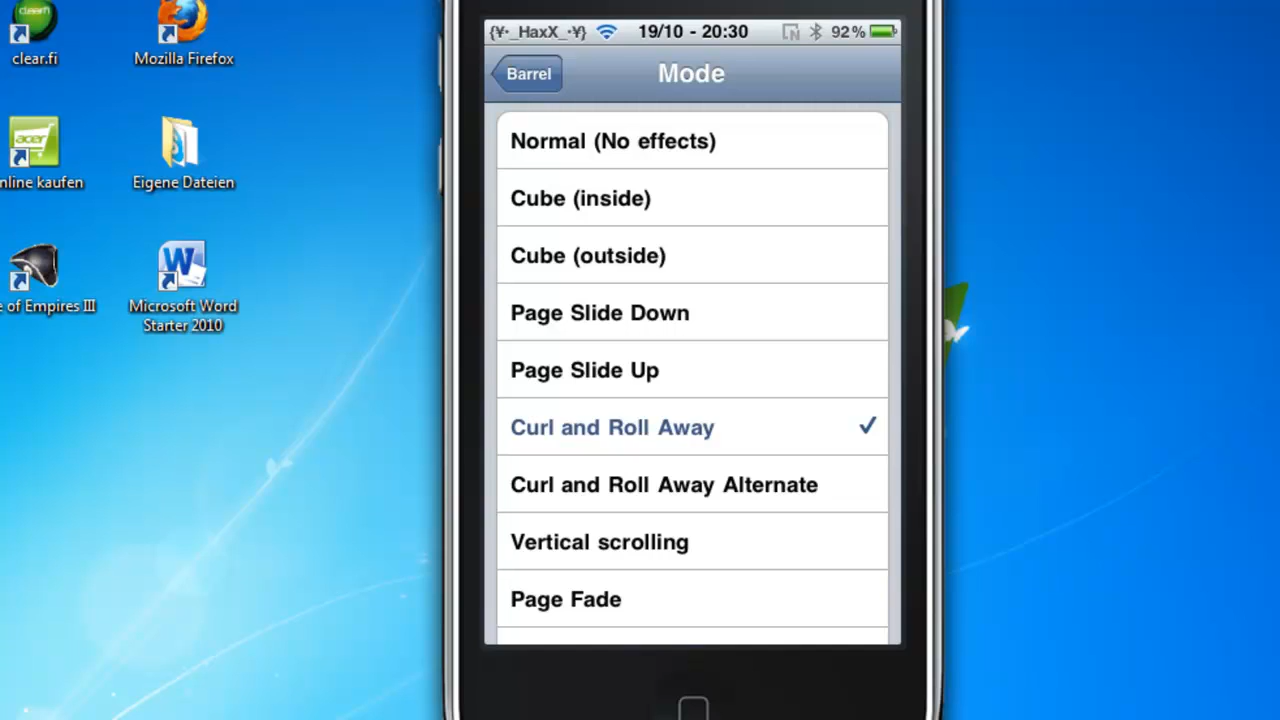 clearfi
clear.fi
Mozilla Firefox
acer
nline kaufen
Eigene Dateien
e of Empires III
W
Microsoft Word
Starter 2010
{¥·_HaxX_·¥}
19/10 - 20:30
N
92%
Barrel
Mode
Normal (No effects)
Cube (inside)
Cube (outside)
Page Slide Down
Page Slide Up
Curl and Roll Away
Curl and Roll Away Alternate
Vertical scrolling
Page Fade